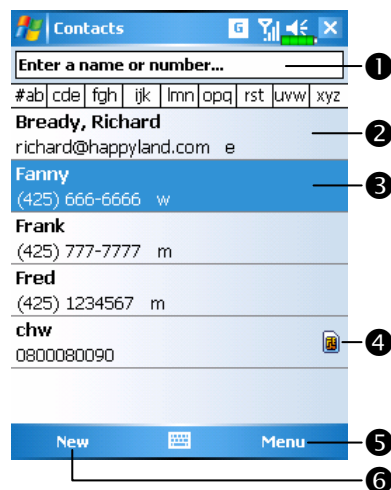 Contacts G
Enter a name or number...
#ab cde fgh ijk lmn opq rst uvw xyz
Bready, Richard
richard@happyland.com e
Fanny
(425) 666-6666 w
Frank
(425) 777-7777 m
Fred
(425) 1234567 m
chw
0800080090
New Menu
1
2
3
4
5
6